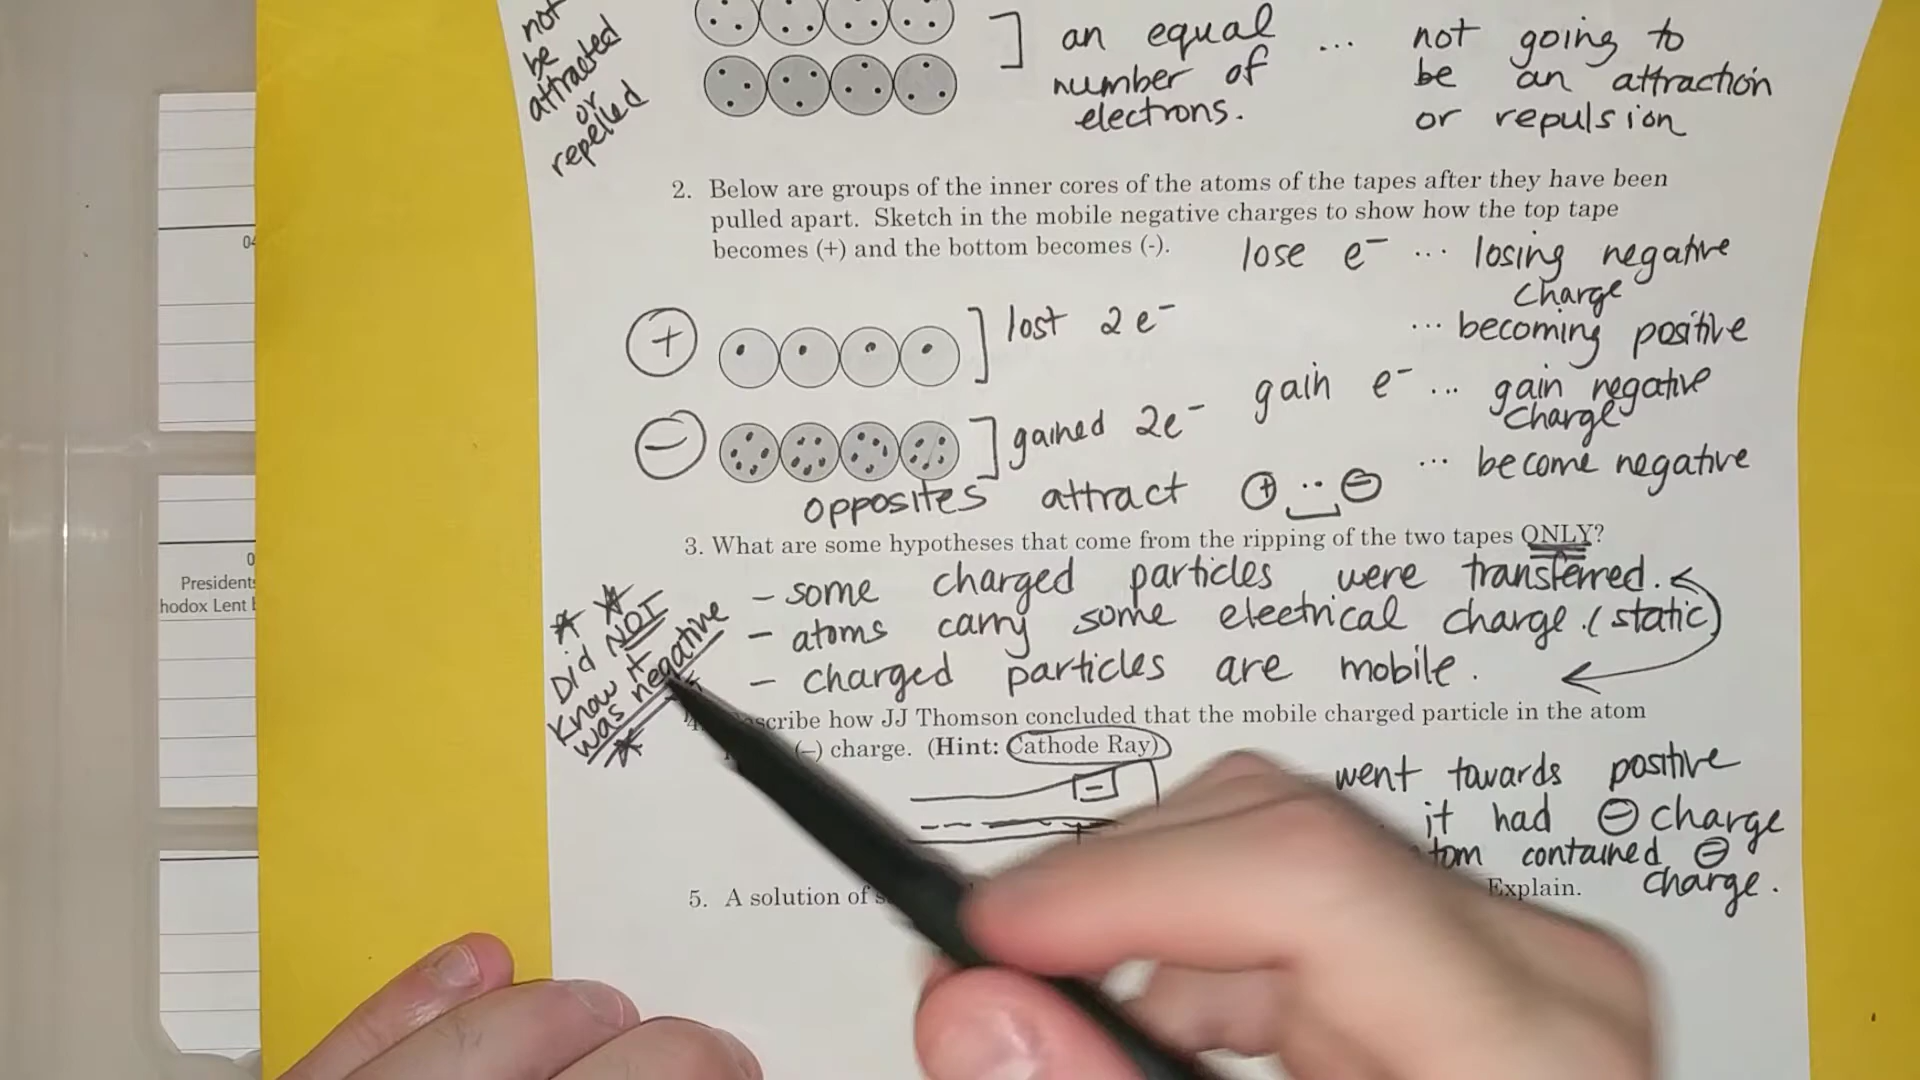 not
be
attracted
or
repelled
an equal
number of
electrons.
... not going to
be an attraction
or repulsion
2. Below are groups of the inner cores of the atoms of the tapes after they have been
pulled apart. Sketch in the mobile negative charges to show how the top tape
becomes (+) and the bottom becomes (-).
lose e⁻ ... losing negative
charge
... becoming positive
+
] lost 2e⁻
gain e⁻ ... gain negative
charge
... become negative
−
] gained 2e⁻
opposites attract + −
3. What are some hypotheses that come from the ripping of the two tapes ONLY?
- some charged particles were transferred.
- atoms carry some electrical charge. (static)
- charged particles are mobile.
Did NOT
know it
was negative
scribe how JJ Thomson concluded that the mobile charged particle in the atom
(–) charge. (Hint: Cathode Ray)
−
went towards positive
it had ⊖ charge
tom contained ⊖
charge.
5. A solution of
Explain.
04
0
President
hodox Lent